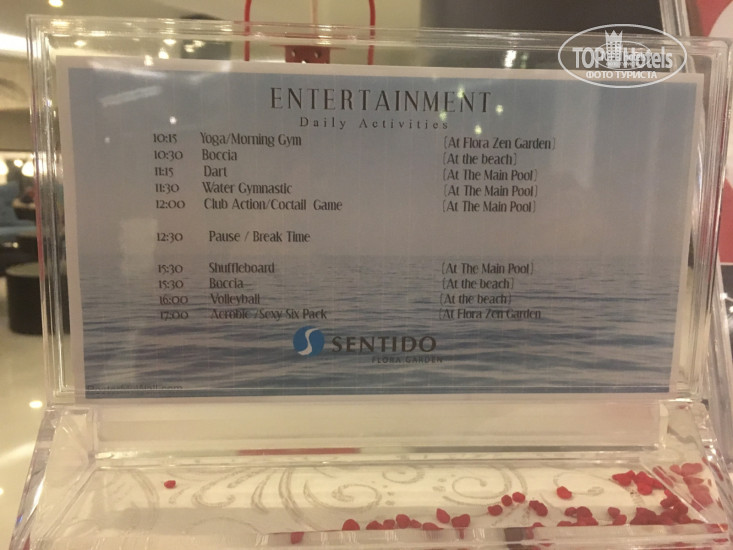 TOPHotels
ФОТО ТУРИСТА
ENTERTAINMENT
Daily Activities
10:15 Yoga/Morning Gym [At Flora Zen Garden]
10:30 Boccia [At the beach]
11:15 Dart [At The Main Pool]
11:30 Water Gymnastic [At The Main Pool]
12:00 Club Action/Coctail Game [At The Main Pool]
12:30 Pause / Break Time
15:30 Shuffleboard [At The Main Pool]
15:30 Boccia [At the beach]
16:00 Volleyball [At the beach]
17:00 Aerobic /Sexy Six Pack [At Flora Zen Garden
SENTIDO
FLORA GARDEN